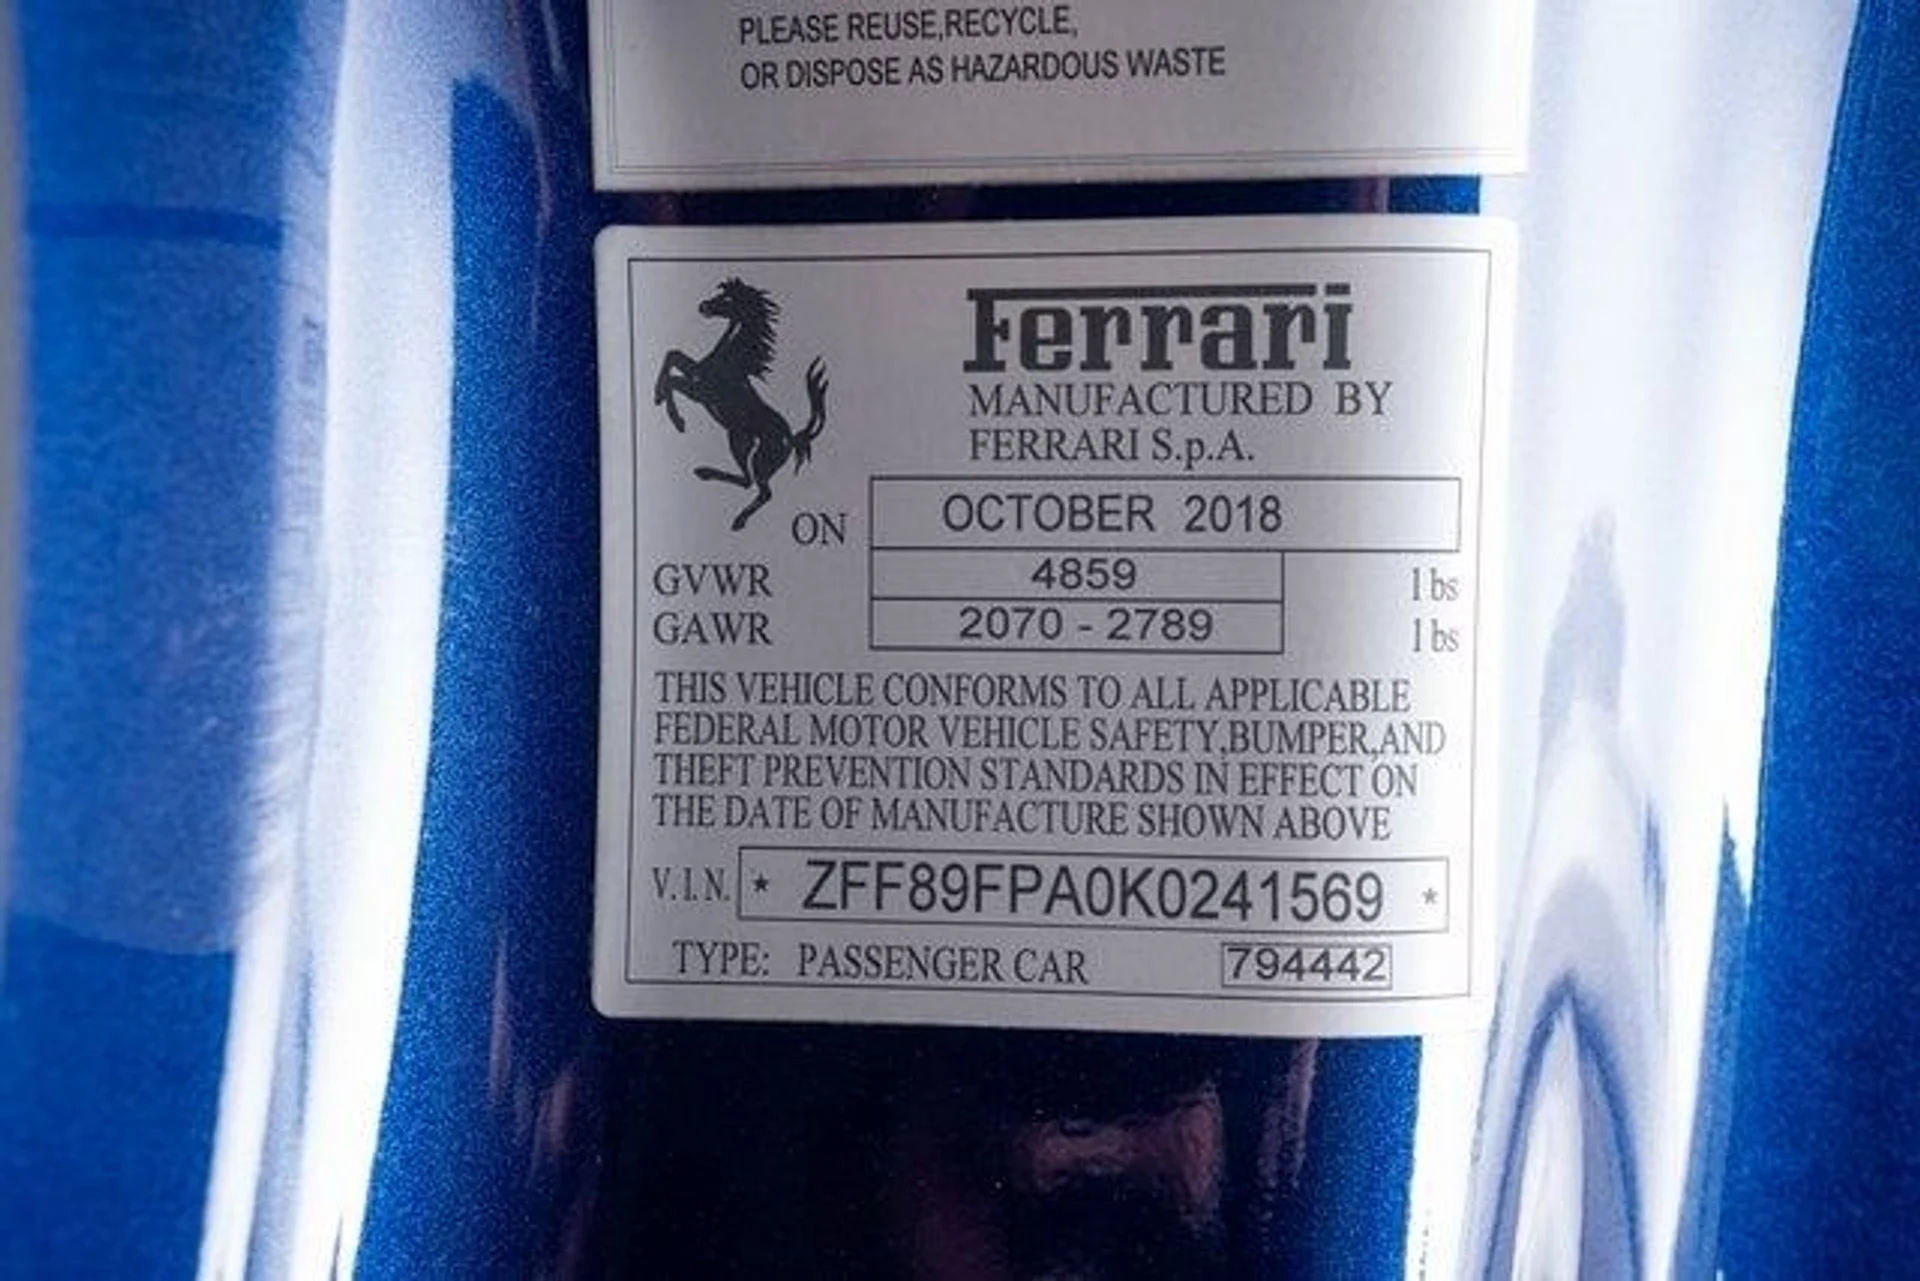 PLEASE REUSE,RECYCLE,
OR DISPOSE AS HAZARDOUS WASTE
Ferrari
MANUFACTURED BY
FERRARI S.p.A.
ON OCTOBER 2018
GVWR 4859 lbs
GAWR 2070 - 2789 lbs
THIS VEHICLE CONFORMS TO ALL APPLICABLE
FEDERAL MOTOR VEHICLE SAFETY,BUMPER,AND
THEFT PREVENTION STANDARDS IN EFFECT ON
THE DATE OF MANUFACTURE SHOWN ABOVE
V.I.N. * ZFF89FPA0K0241569 *
TYPE: PASSENGER CAR 794442